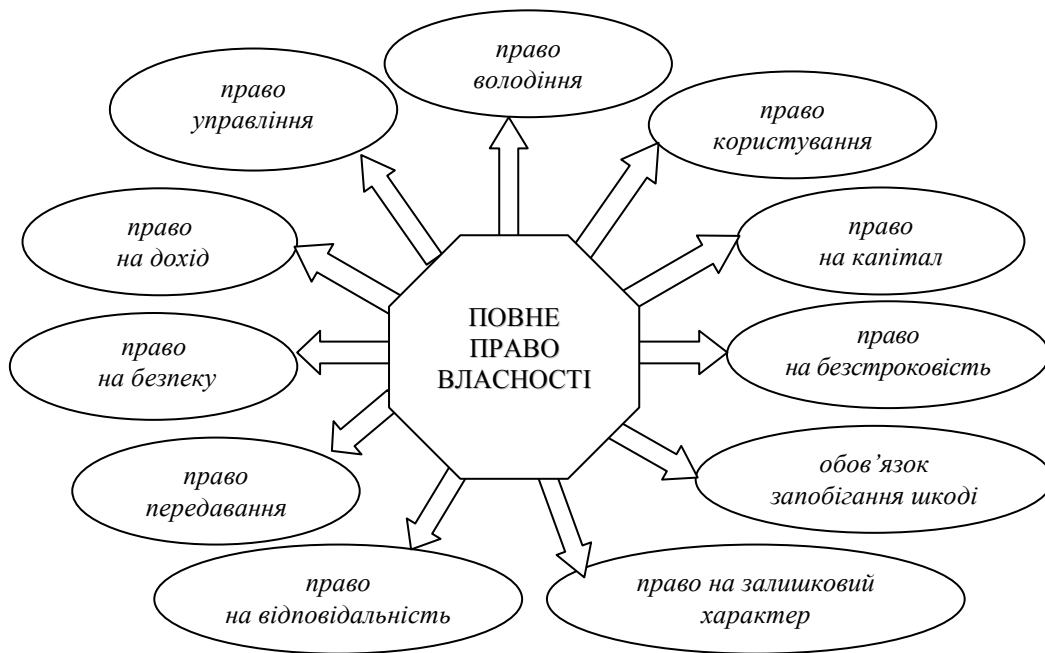 право
володіння
право
управління
право
користування
право
на дохід
право
на капітал
ПОВНЕ
ПРАВО
ВЛАСНОСТІ
право
на безпеку
право
на безстроковість
право
передавання
обов’язок
запобігання шкоді
право
на відповідальність
право на залишковий
характер